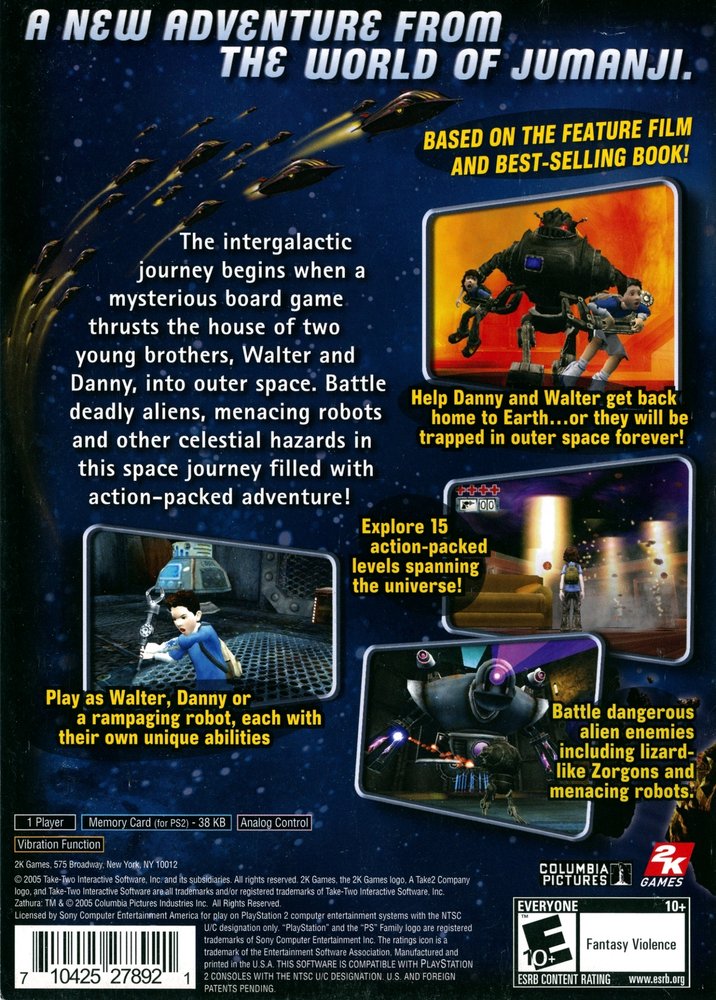 A NEW ADVENTURE FROM
THE WORLD OF JUMANJI.
BASED ON THE FEATURE FILM
AND BEST-SELLING BOOK!
The intergalactic
journey begins when a
mysterious board game
thrusts the house of two
young brothers, Walter and
Danny, into outer space. Battle
deadly aliens, menacing robots
and other celestial hazards in
this space journey filled with
action-packed adventure!
Help Danny and Walter get back
home to Earth...or they will be
trapped in outer space forever!
00
Explore 15
action-packed
levels spanning
the universe!
Play as Walter, Danny or
a rampaging robot, each with
their own unique abilities
Battle dangerous
alien enemies
including lizard-
like Zorgons and
menacing robots.
1 Player
Memory Card (for PS2) - 38 KB
Analog Control
Vibration Function
2K Games, 575 Broadway, New York, NY 10012
© 2005 Take-Two Interactive Software, Inc. and its subsidiaries. All rights reserved. 2K Games, the 2K Games logo, A Take2 Company
logo, and Take-Two Interactive Software are all trademarks and/or registered trademarks of Take-Two Interactive Software, Inc.
Zathura: TM & © 2005 Columbia Pictures Industries Inc. All Rights Reserved.
Licensed by Sony Computer Entertainment America for play on PlayStation 2 computer entertainment systems with the NTSC
U/C designation only. "PlayStation" and the "PS" Family logo are registered
trademarks of Sony Computer Entertainment Inc. The ratings icon is a
trademark of the Entertainment Software Association. Manufactured and
printed in the U.S.A. THIS SOFTWARE IS COMPATIBLE WITH PLAYSTATION
2 CONSOLES WITH THE NTSC U/C DESIGNATION. U.S. AND FOREIGN
PATENTS PENDING.
7 10425 27892 1
COLUMBIA
PICTURES
2K
GAMES
EVERYONE 10+
E
10+
Fantasy Violence
ESRB CONTENT RATING www.esrb.org